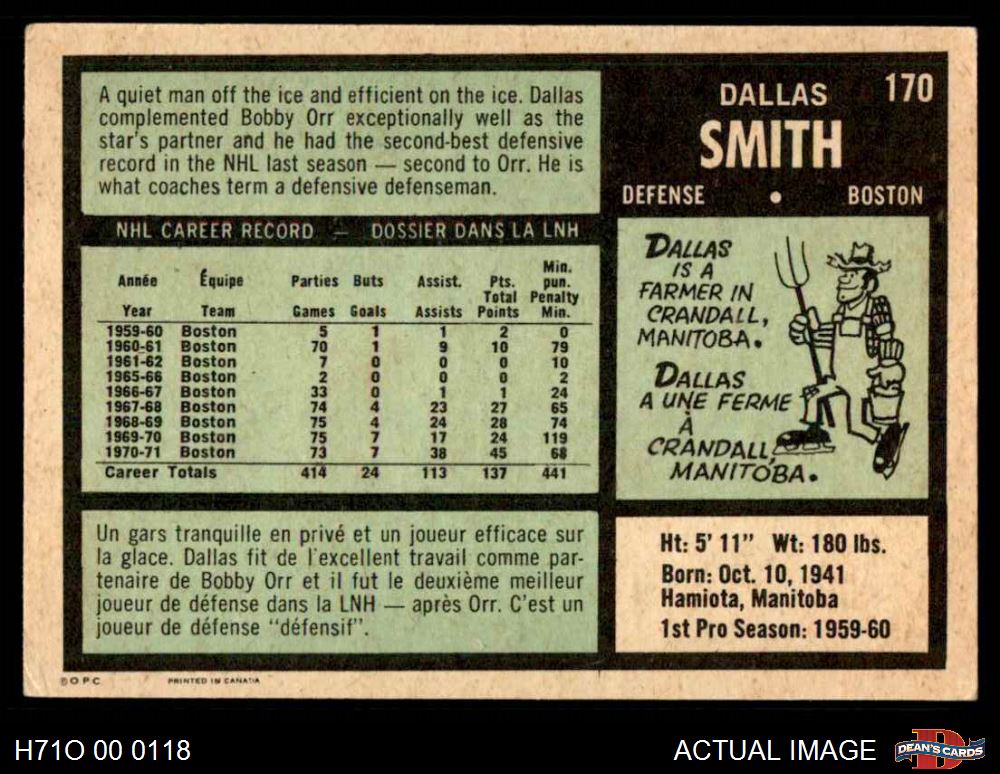 A quiet man off the ice and efficient on the ice. Dallas
complemented Bobby Orr exceptionally well as the
star's partner and he had the second-best defensive
record in the NHL last season — second to Orr. He is
what coaches term a defensive defenseman.
DALLAS 170
SMITH
DEFENSE • BOSTON
NHL CAREER RECORD — DOSSIER DANS LA LNH
Année Équipe Parties Buts Assist. Pts. Min. pun.
Year Team Games Goals Assists Total Points Penalty Min.
1959-60 Boston 5 1 1 2 0
1960-61 Boston 70 1 9 10 79
1961-62 Boston 7 0 0 0 10
1965-66 Boston 2 0 0 0 2
1966-67 Boston 33 0 1 1 24
1967-68 Boston 74 4 23 27 65
1968-69 Boston 75 4 24 28 74
1969-70 Boston 75 7 17 24 119
1970-71 Boston 73 7 38 45 68
Career Totals 414 24 113 137 441
DALLAS
IS A
FARMER IN
CRANDALL,
MANITOBA.
DALLAS
A UNE FERME
À
CRANDALL,
MANITOBA.
Un gars tranquille en privé et un joueur efficace sur
la glace. Dallas fit de l'excellent travail comme par-
tenaire de Bobby Orr et il fut le deuxième meilleur
joueur de défense dans la LNH — après Orr. C'est un
joueur de défense "défensif".
Ht: 5' 11" Wt: 180 lbs.
Born: Oct. 10, 1941
Hamiota, Manitoba
1st Pro Season: 1959-60
© O P C PRINTED IN CANADA
H71O 00 0118
ACTUAL IMAGE
D
DEAN'S CARDS